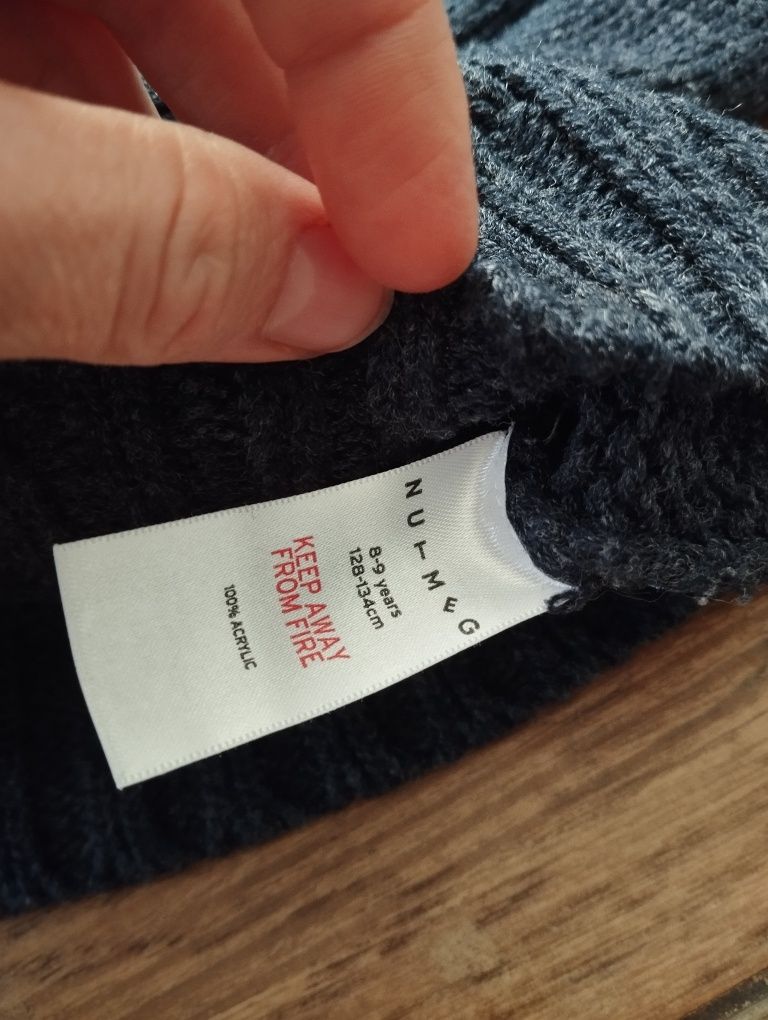 NUTMEG
8-9 years
128-134cm
KEEP AWAY
FROM FIRE
100% ACRYLIC